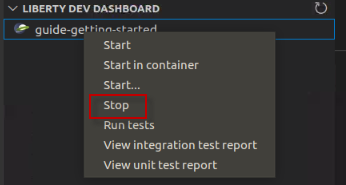 LIBERTY DEV DASHBOARD
guide-getting-started
Start
Start in container
Start...
Stop
Run tests
View integration test report
View unit test report